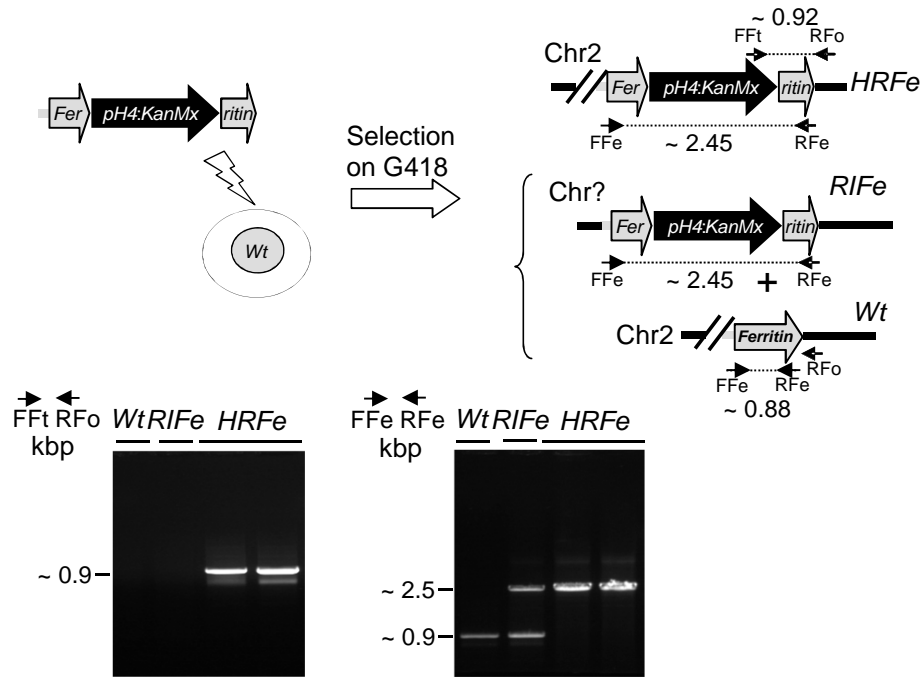 ~ 0.92
FFt RFo
Chr2
Fer pH4:KanMx ritin HRFe
FFe ~ 2.45 RFe
Fer pH4:KanMx ritin
Selection
on G418
Wt
Chr? RIFe
Fer pH4:KanMx ritin
FFe ~ 2.45 RFe
+
Wt
Chr2 Ferritin
RFo
FFe RFe
~ 0.88
FFt RFo
kbp
Wt RIFe HRFe
~ 0.9
FFe RFe
kbp
Wt RIFe HRFe
~ 2.5
~ 0.9